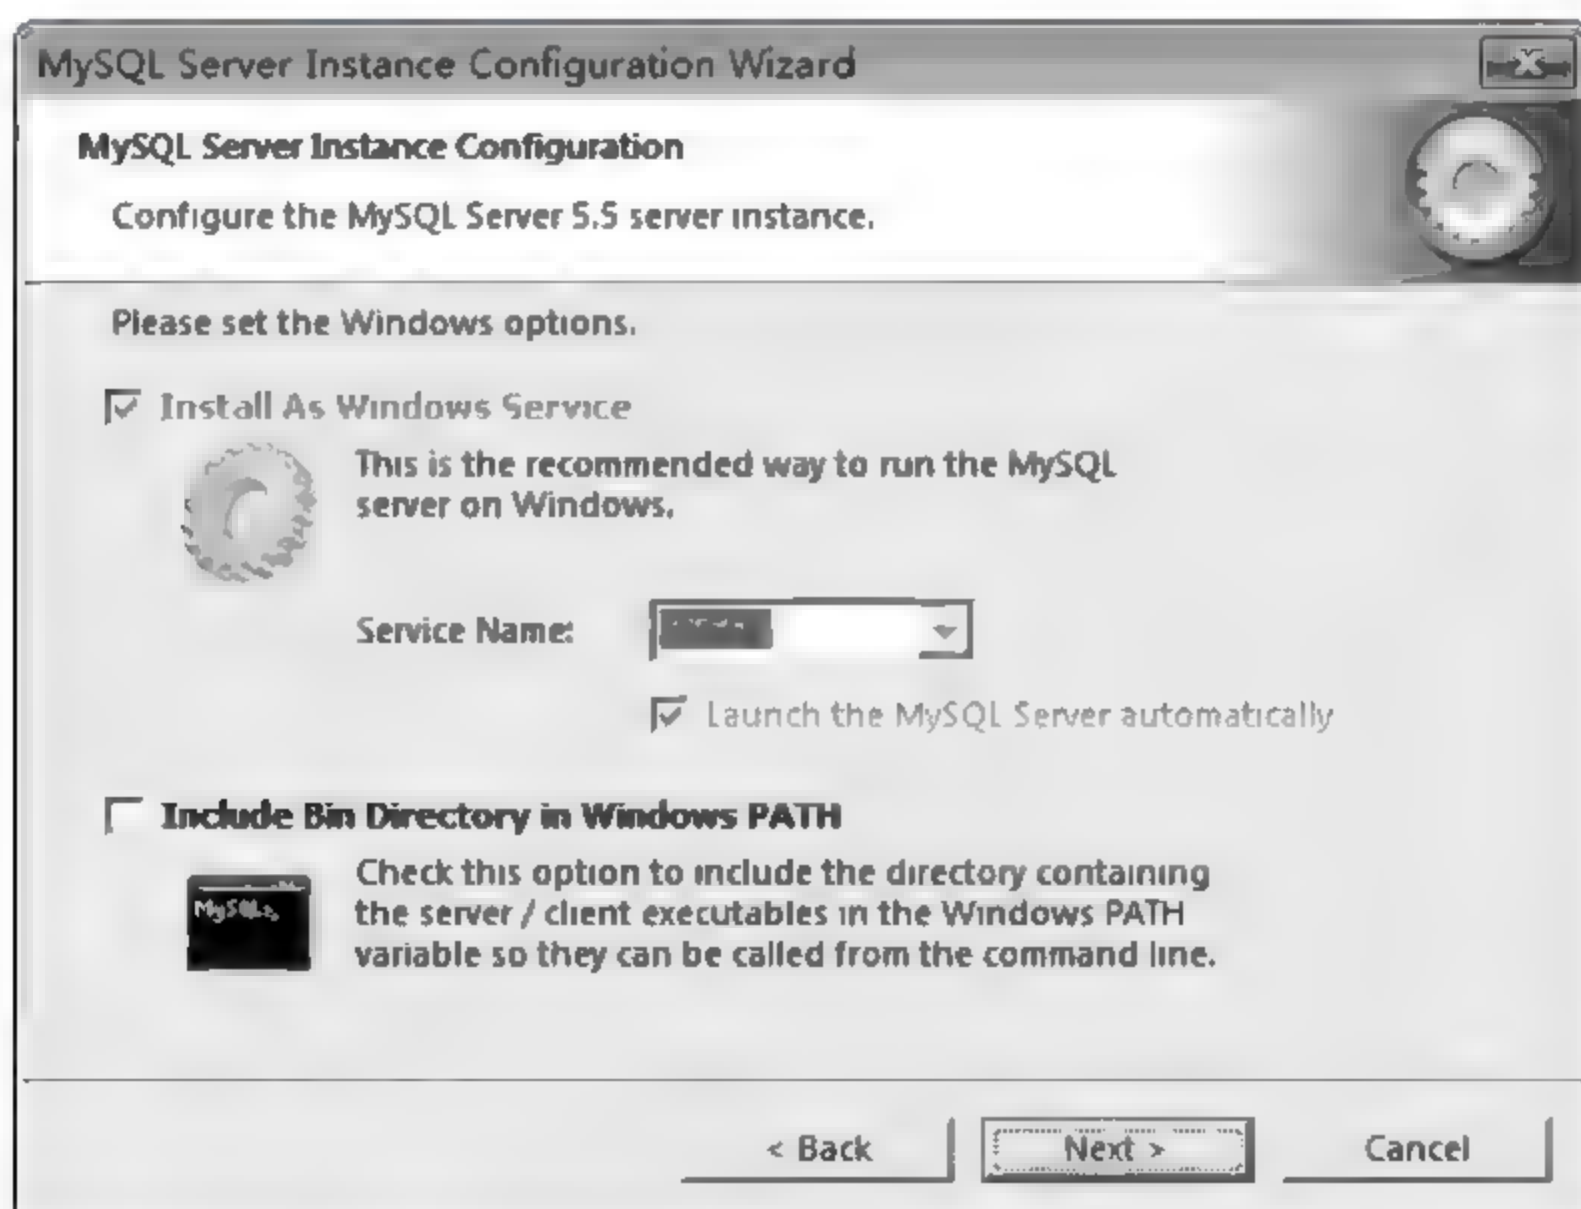 MySQL Server Instance Configuration Wizard
MySQL Server Instance Configuration
Configure the MySQL Server 5.5 server instance.
Please set the Windows options.
Install As Windows Service
This is the recommended way to run the MySQL
server on Windows.
Service Name:
Launch the MySQL Server automatically
Include Bin Directory in Windows PATH
Check this option to include the directory containing
the server / client executables in the Windows PATH
variable so they can be called from the command line.
< Back
Next >
Cancel